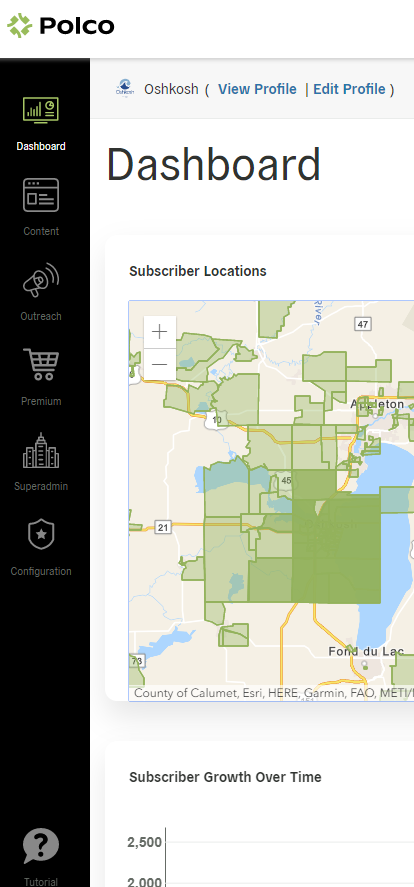 Polco
Oshkosh ( View Profile | Edit Profile )
Dashboard
Dashboard
Content
Outreach
Premium
Superadmin
Configuration
Tutorial
Subscriber Locations
River
47
Appleton
10
45
21
Fond du Lac
73
County of Calumet, Esri, HERE, Garmin, FAO, METI/
Subscriber Growth Over Time
2,500
2,000